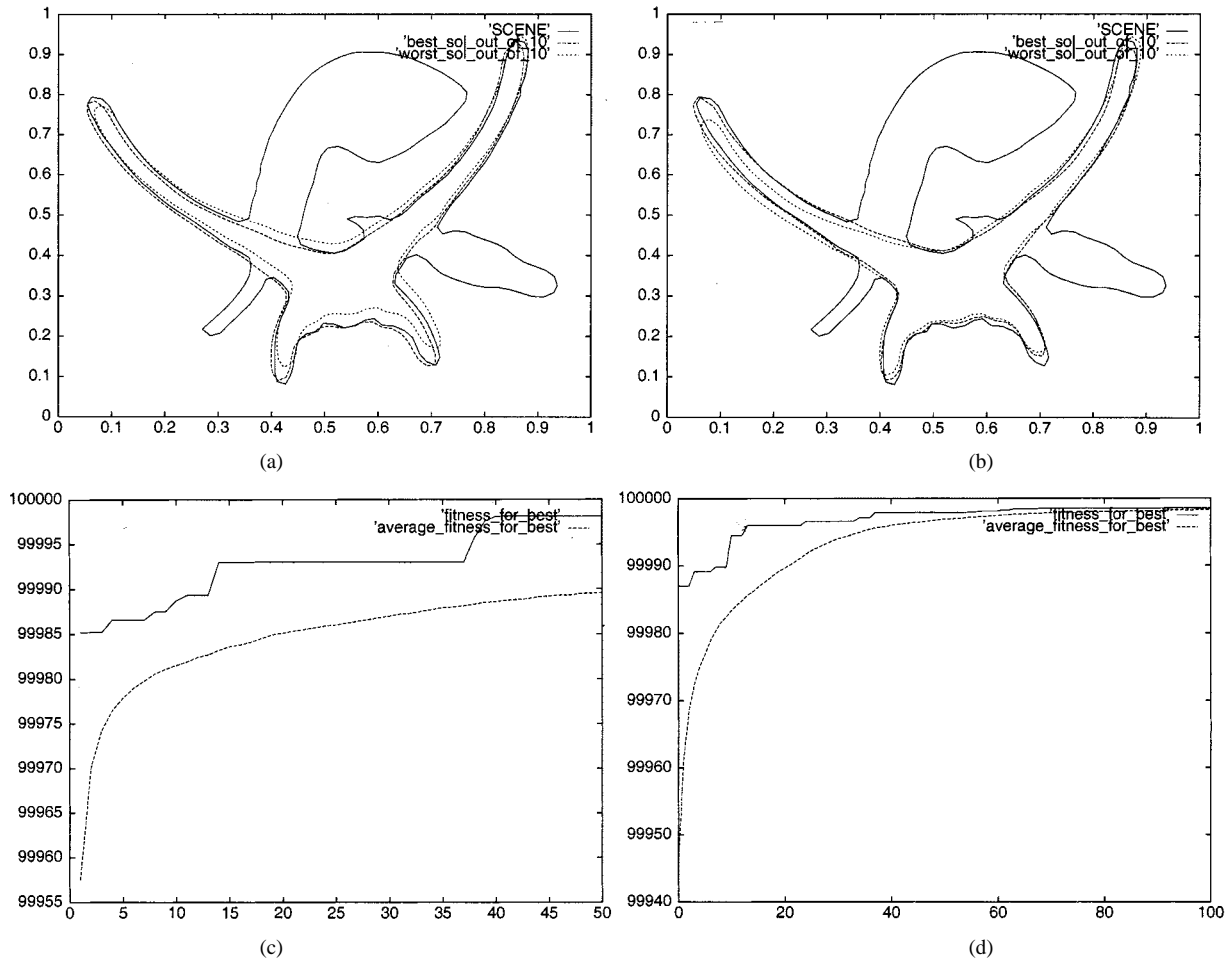 1
0.9
0.8
0.7
0.6
0.5
0.4
0.3
0.2
0.1
0
'SCENE'
'best_sol_out_of_10'
'worst_sol_out_of_10'
0 0.1 0.2 0.3 0.4 0.5 0.6 0.7 0.8 0.9 1
(a)
1
0.9
0.8
0.7
0.6
0.5
0.4
0.3
0.2
0.1
0
'SCENE'
'best_sol_out_of_10'
'worst_sol_out_of_10'
0 0.1 0.2 0.3 0.4 0.5 0.6 0.7 0.8 0.9 1
(b)
100000
99995
99990
99985
99980
99975
99970
99965
99960
99955
'fitness_for_best'
'average_fitness_for_best'
0 5 10 15 20 25 30 35 40 45 50
(c)
100000
99990
99980
99970
99960
99950
99940
'fitness_for_best'
'average_fitness_for_best'
0 20 40 60 80 100
(d)